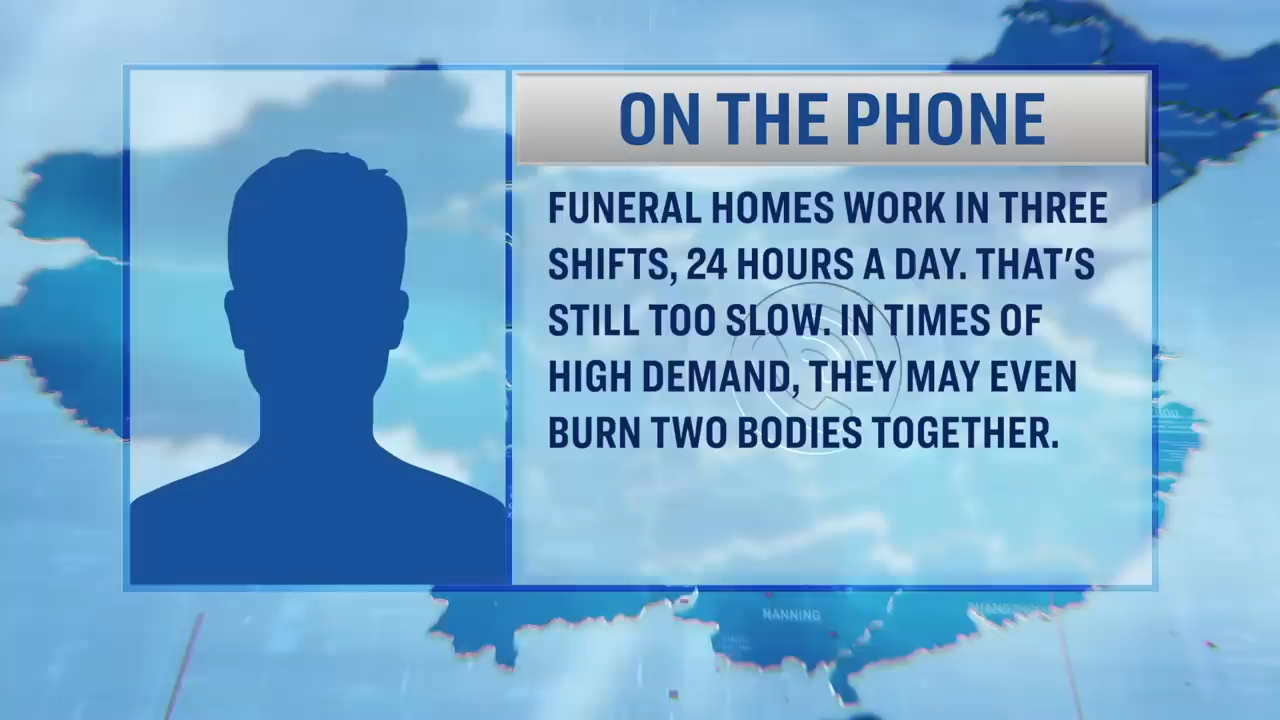 ON THE PHONE
FUNERAL HOMES WORK IN THREE
SHIFTS, 24 HOURS A DAY. THAT'S
STILL TOO SLOW. IN TIMES OF
HIGH DEMAND, THEY MAY EVEN
BURN TWO BODIES TOGETHER.
NANNING